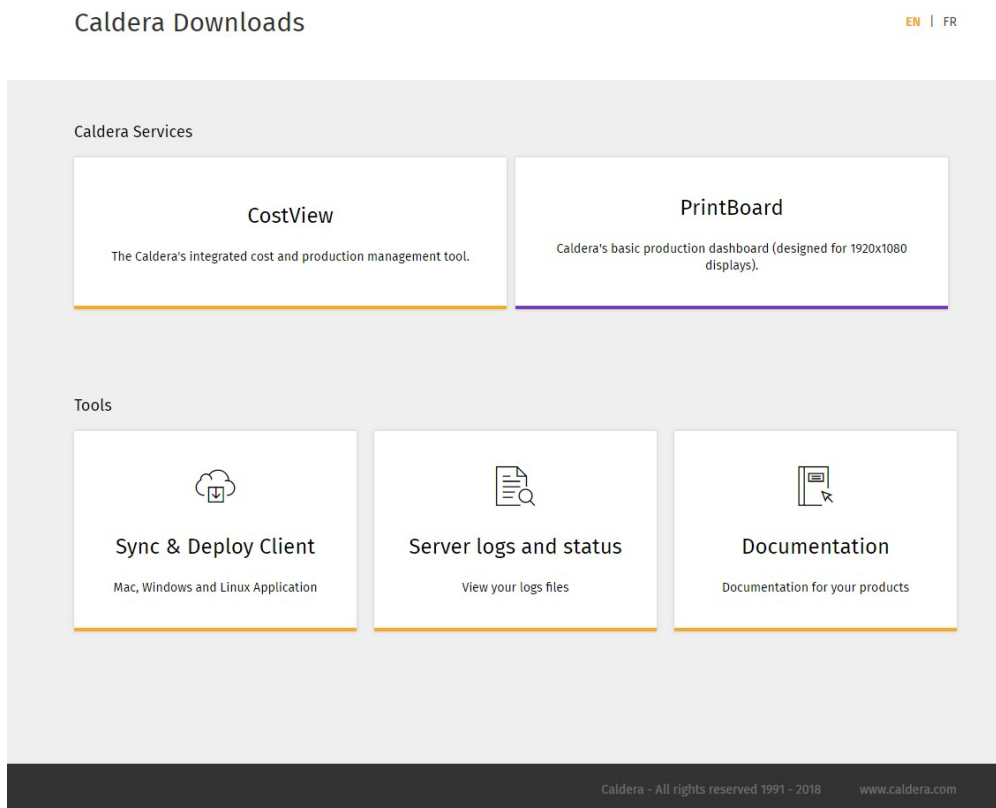 Caldera Downloads
EN | FR
Caldera Services
CostView
The Caldera's integrated cost and production management tool.
PrintBoard
Caldera's basic production dashboard (designed for 1920x1080
displays).
Tools
Sync & Deploy Client
Mac, Windows and Linux Application
Server logs and status
View your logs files
Documentation
Documentation for your products
Caldera - All rights reserved 1991 - 2018 www.caldera.com